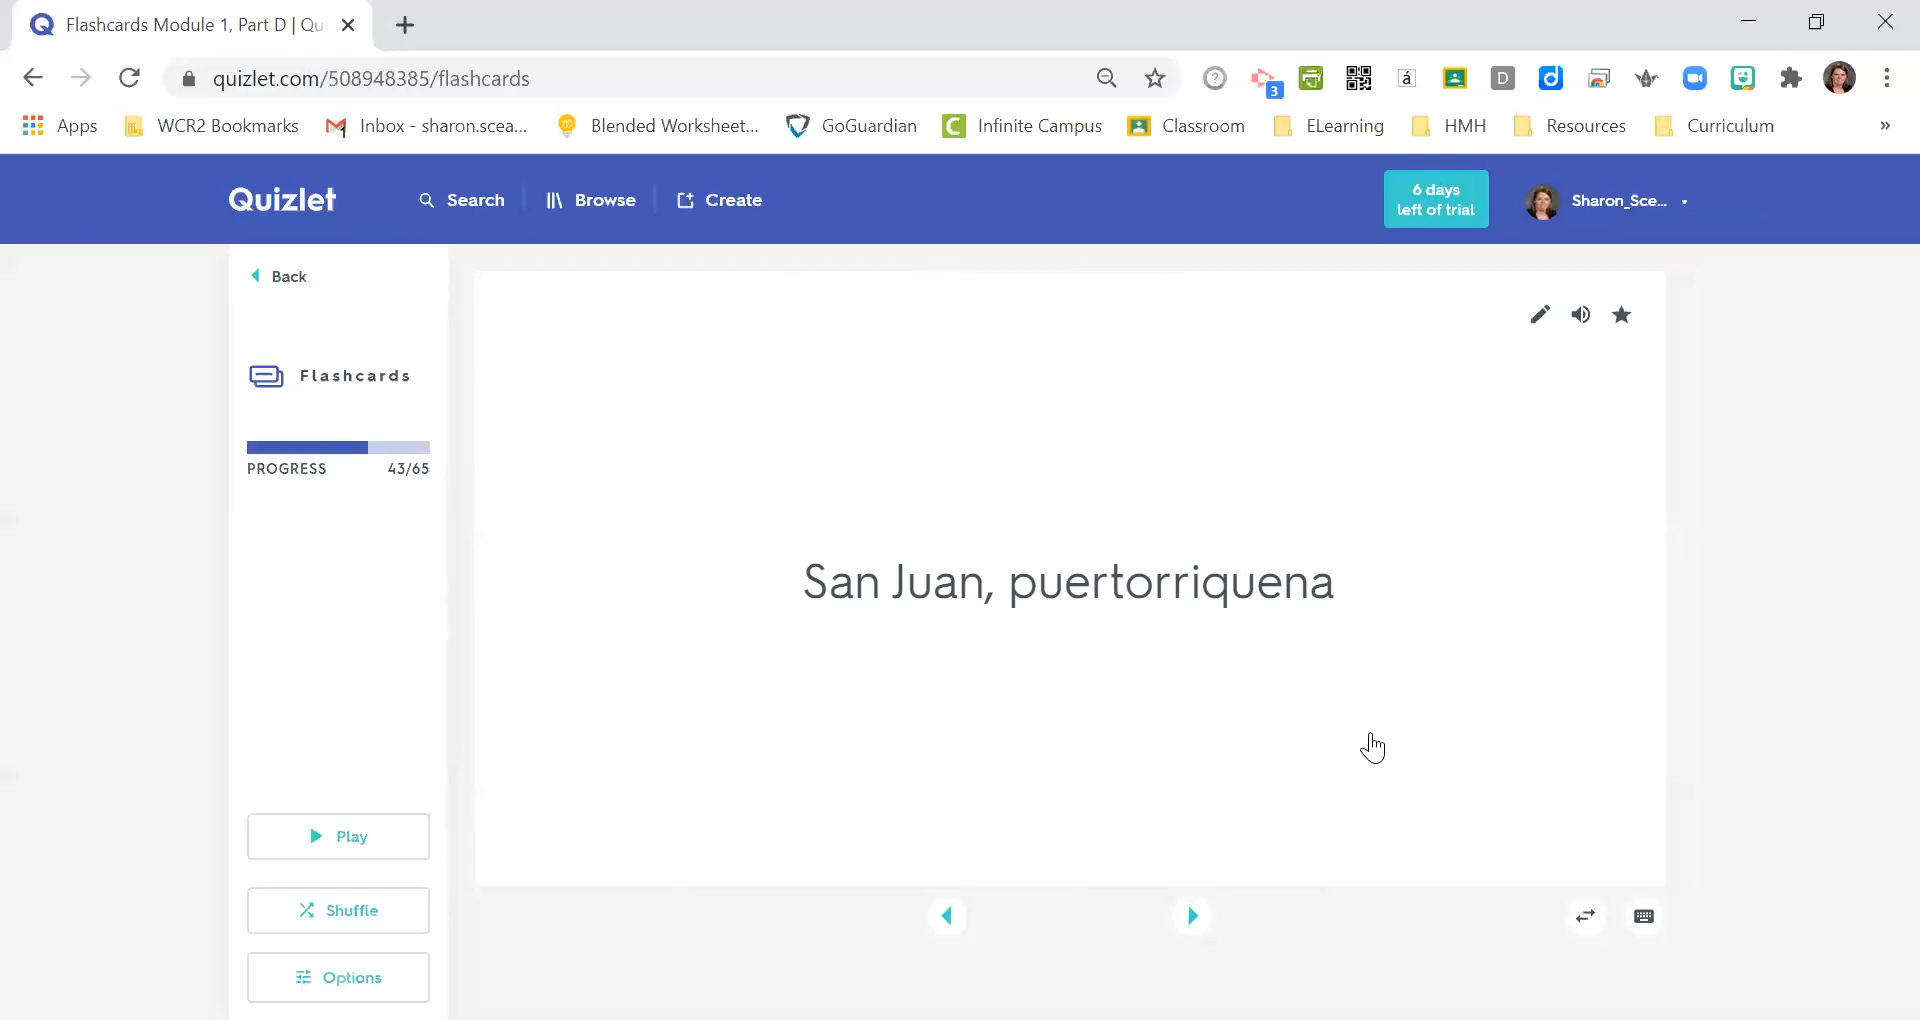 Flashcards Module 1, Part D | Qu
quizlet.com/508948385/flashcards
3
á
D
Apps
WCR2 Bookmarks
Inbox - sharon.scea...
Blended Worksheet...
GoGuardian
Infinite Campus
Classroom
ELearning
HMH
Resources
Curriculum
»
Quizlet
Search
Browse
Create
6 days
left of trial
Sharon_Sce...
Back
Flashcards
PROGRESS 43/65
San Juan, puertorriquena
Play
Shuffle
Options